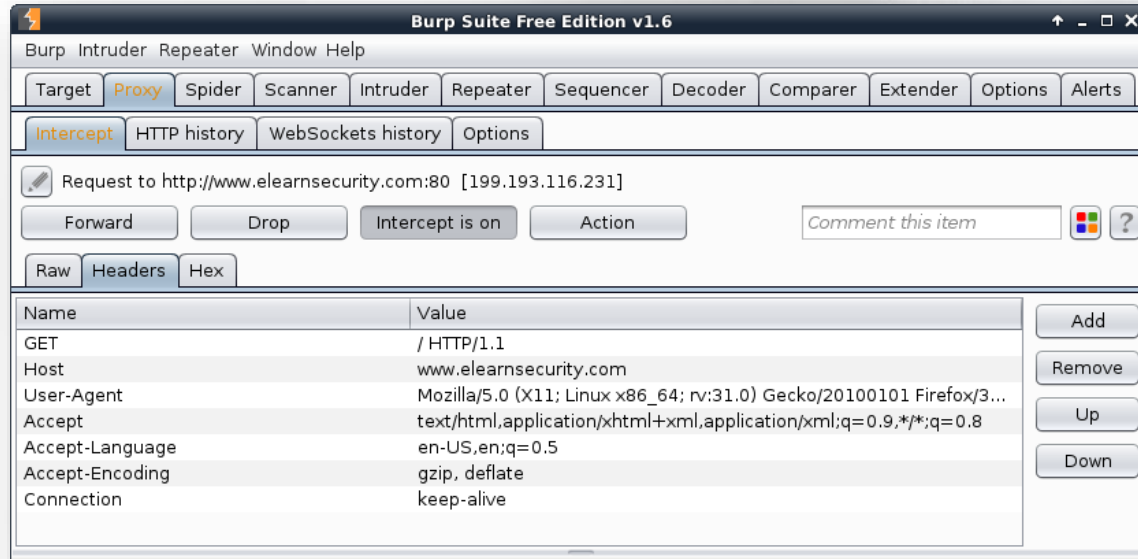 Burp Suite Free Edition v1.6
Burp Intruder Repeater Window Help
Target Proxy Spider Scanner Intruder Repeater Sequencer Decoder Comparer Extender Options Alerts
Intercept HTTP history WebSockets history Options
Request to http://www.elearnsecurity.com:80 [199.193.116.231]
Forward Drop Intercept is on Action Comment this item ?
Raw Headers Hex
Name Value
Add
GET / HTTP/1.1
Host www.elearnsecurity.com
Remove
User-Agent Mozilla/5.0 (X11; Linux x86_64; rv:31.0) Gecko/20100101 Firefox/3...
Accept text/html,application/xhtml+xml,application/xml;q=0.9,*/*;q=0.8
Up
Accept-Language en-US,en;q=0.5
Down
Accept-Encoding gzip, deflate
Connection keep-alive